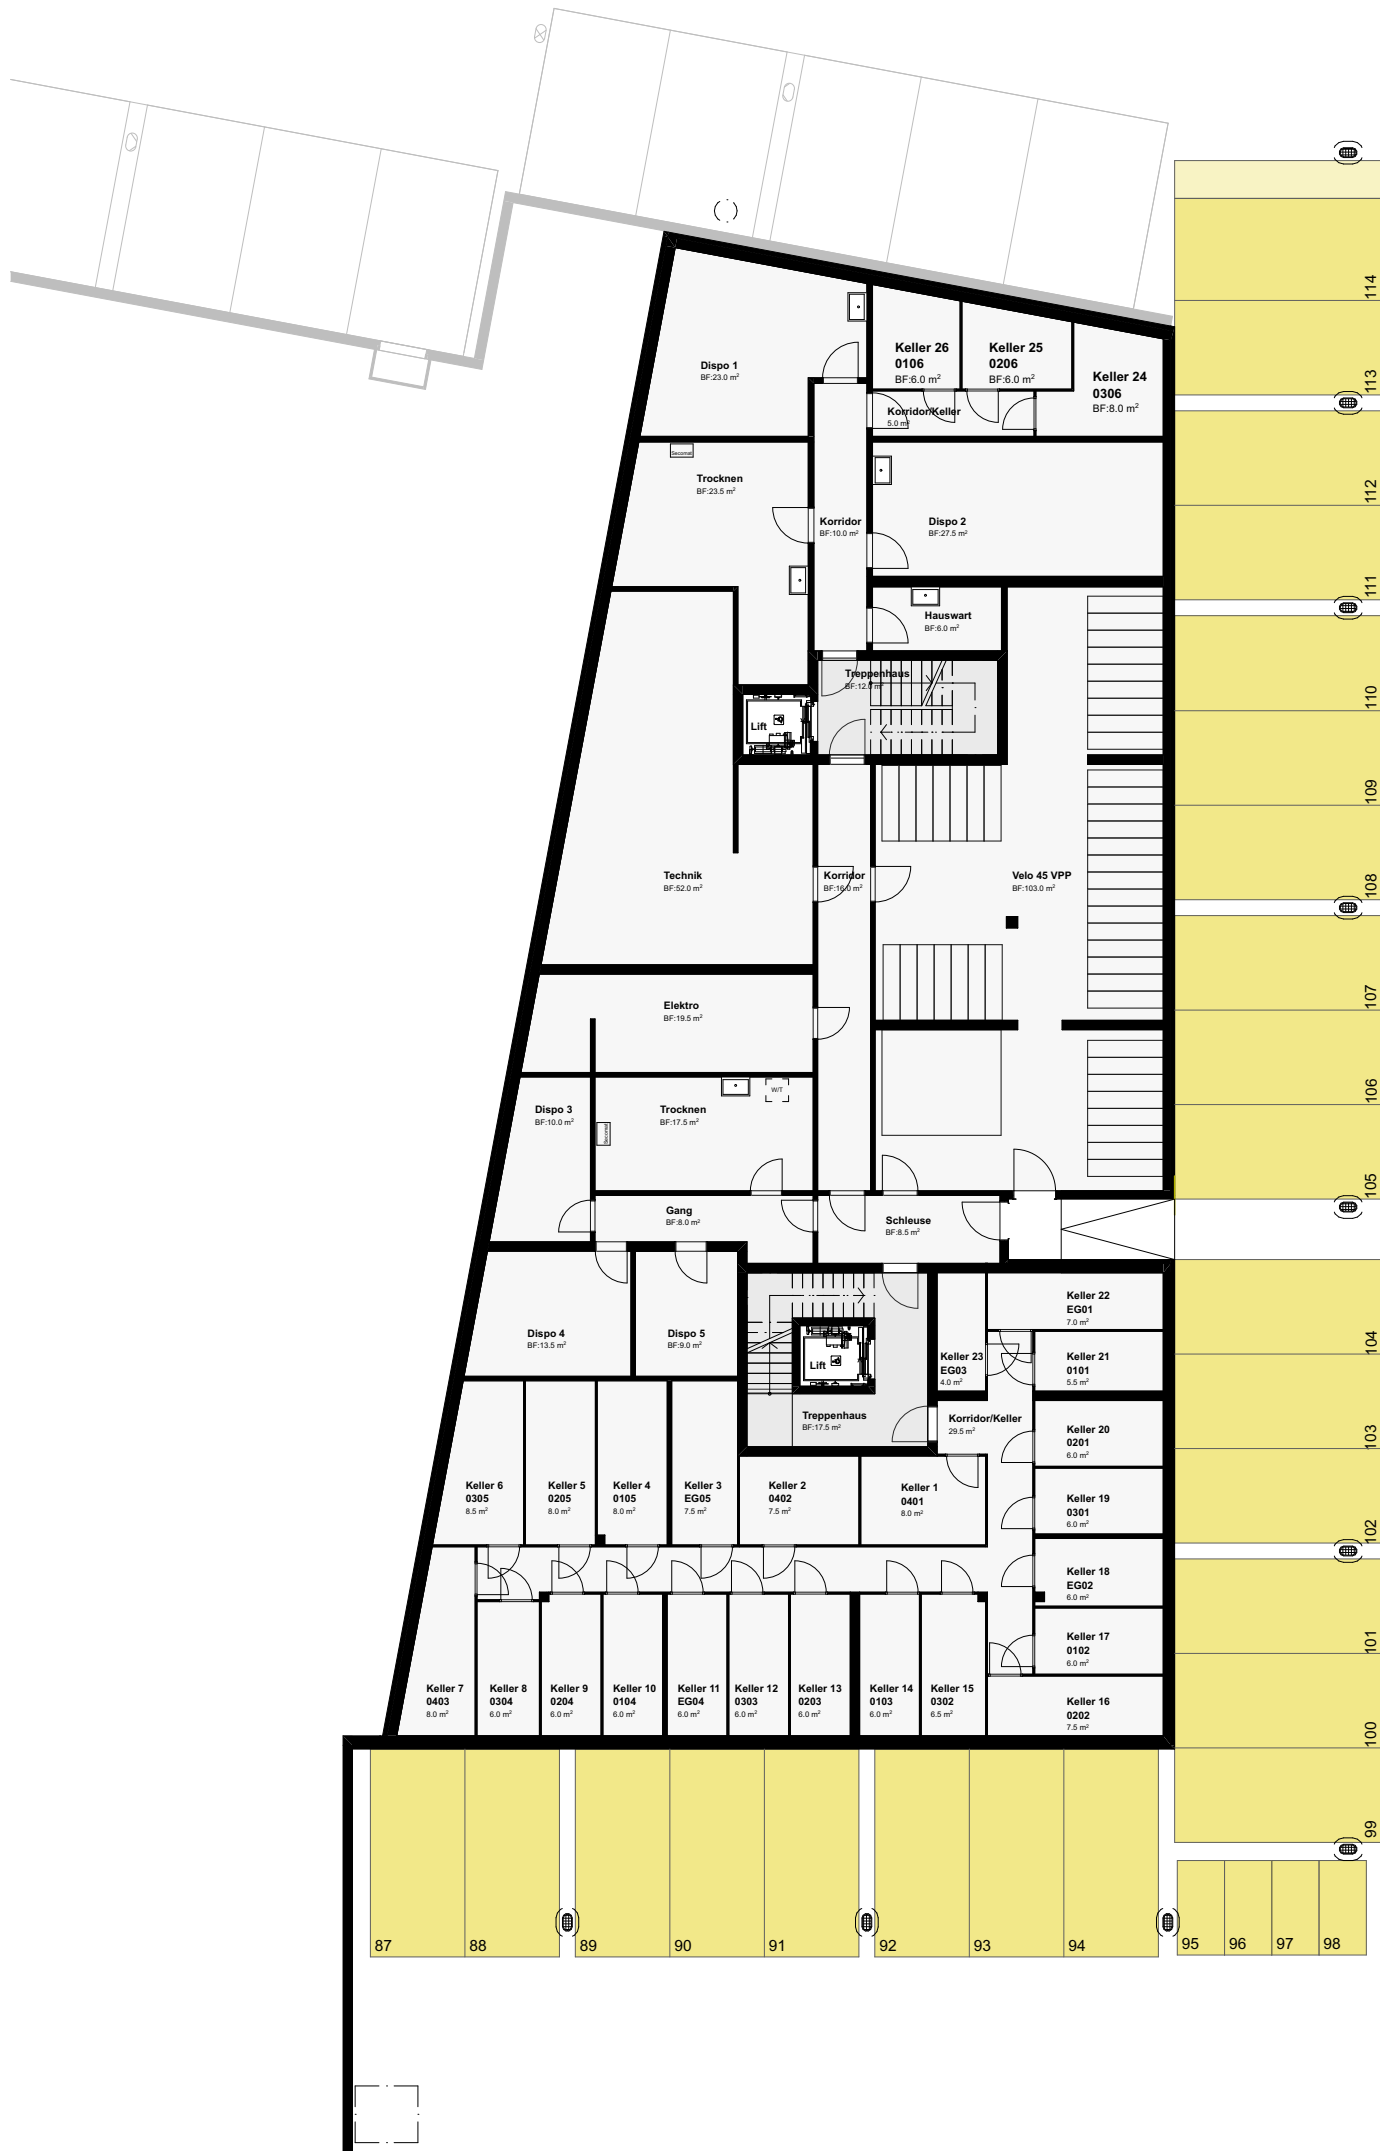 114
113
112
111
110
109
108
107
106
105
104
103
102
101
100
99
Dispo 1
BF:23.0 m²
Keller 26
0106
BF:6.0 m²
Keller 25
0206
BF:6.0 m²
Keller 24
0306
BF:8.0 m²
Korridor/Keller
5.0 m²
Secomat
Trocknen
BF:23.5 m²
Korridor
BF:10.0 m²
Dispo 2
BF:27.5 m²
Hauswart
BF:6.0 m²
Treppenhaus
BF:12.0 m²
Lift
Technik
BF:52.0 m²
Korridor
BF:16.0 m²
Velo 45 VPP
BF:103.0 m²
Elektro
BF:19.5 m²
Dispo 3
BF:10.0 m²
Secomat
Trocknen
BF:17.5 m²
W/T
Gang
BF:8.0 m²
Schleuse
BF:8.5 m²
Dispo 4
BF:13.5 m²
Dispo 5
BF:9.0 m²
Lift
Treppenhaus
BF:17.5 m²
Keller 23
EG03
4.0 m²
Keller 22
EG01
7.0 m²
Keller 21
0101
5.5 m²
Korridor/Keller
29.5 m²
Keller 20
0201
6.0 m²
Keller 19
0301
6.0 m²
Keller 18
EG02
6.0 m²
Keller 17
0102
6.0 m²
Keller 16
0202
7.5 m²
Keller 6
0305
8.5 m²
Keller 5
0205
8.0 m²
Keller 4
0105
8.0 m²
Keller 3
EG05
7.5 m²
Keller 2
0402
7.5 m²
Keller 1
0401
8.0 m²
Keller 7
0403
8.0 m²
Keller 8
0304
6.0 m²
Keller 9
0204
6.0 m²
Keller 10
0104
6.0 m²
Keller 11
EG04
6.0 m²
Keller 12
0303
6.0 m²
Keller 13
0203
6.0 m²
Keller 14
0103
6.0 m²
Keller 15
0302
6.5 m²
87
88
89
90
91
92
93
94
95
96
97
98